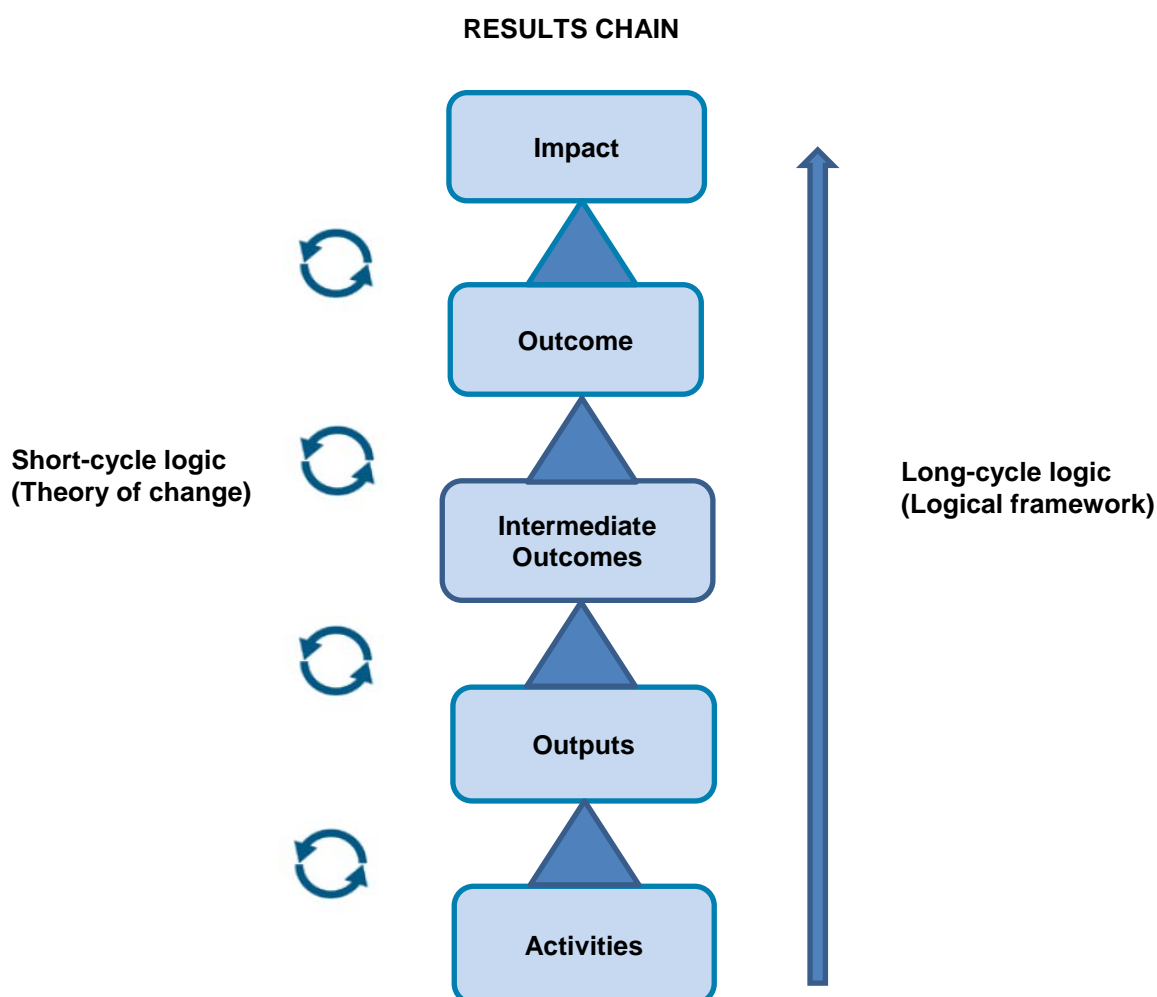 RESULTS CHAIN
Impact
Outcome
Short-cycle logic
(Theory of change)
Intermediate
Outcomes
Long-cycle logic
(Logical framework)
Outputs
Activities